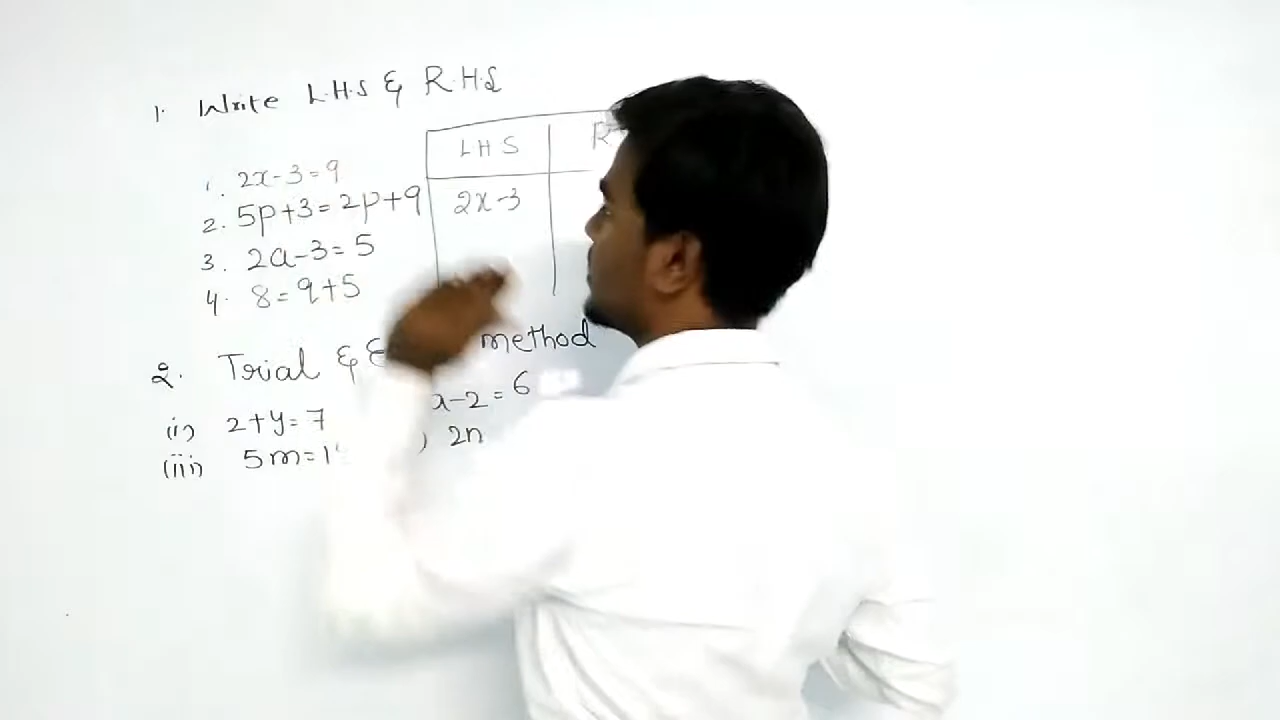 1. Write L.H.S & R.H.S
LHS R
1. 2x-3=9
2x-3
2. 5p+3=2p+9
3. 2a-3=5
4. 8=9+5
2. Trial & method
(i) 2+y=7 a-2=6
(iii) 5m=1 ) 2n